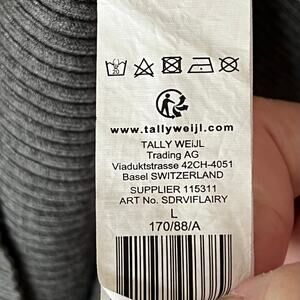 www.tallyweijl.com
TALLY WEIJL
Trading AG
Viaduktstrasse 42CH-4051
Basel SWITZERLAND
SUPPLIER 115311
ART No. SDRVIFLAIRY
L
170/88/A